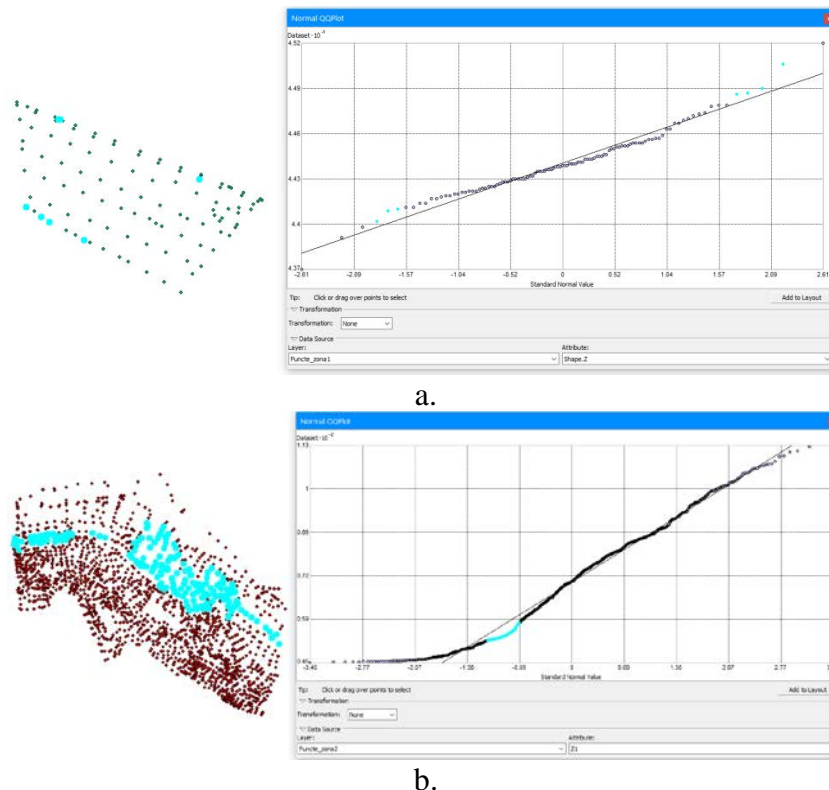 Normal QQPlot
Dataset · 10
4.52
4.49
4.46
4.43
4.4
4.37
-2.61 -2.09 -1.57 -1.04 -0.52 0 0.52 1.04 1.57 2.09 2.61
Standard Normal Value
Tip: Click or drag over points to select Add to Layout
Transformation
Transformation: None
Data Source
Layer: Attribute:
Puncte_zona1 Shape.Z
a.
Normal QQPlot
Dataset · 10
1.13
1
0.72
0.59
-2.77 -2.07 0 2.07 2.77
Standard Normal Value
Tip: Click or drag over points to select Add to Layout
Transformation
Transformation: None
Data Source
Layer: Attribute:
Puncte_zona2 Z1
b.